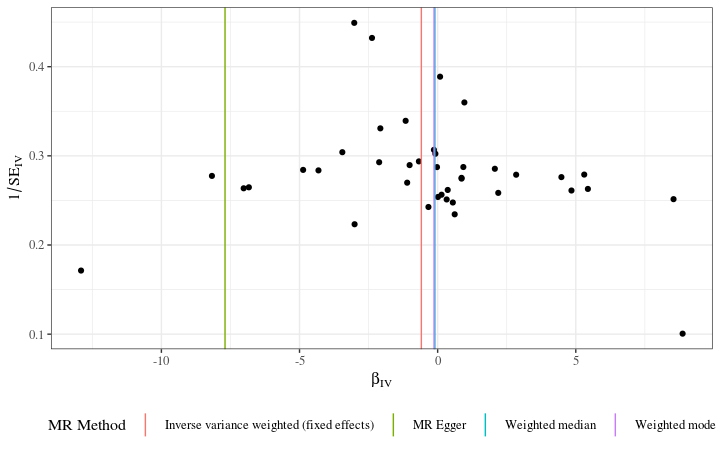 0.4
0.3
0.2
0.1
1/SE_IV
-10 -5 0 5
β_IV
MR Method Inverse variance weighted (fixed effects) MR Egger Weighted median Weighted mode